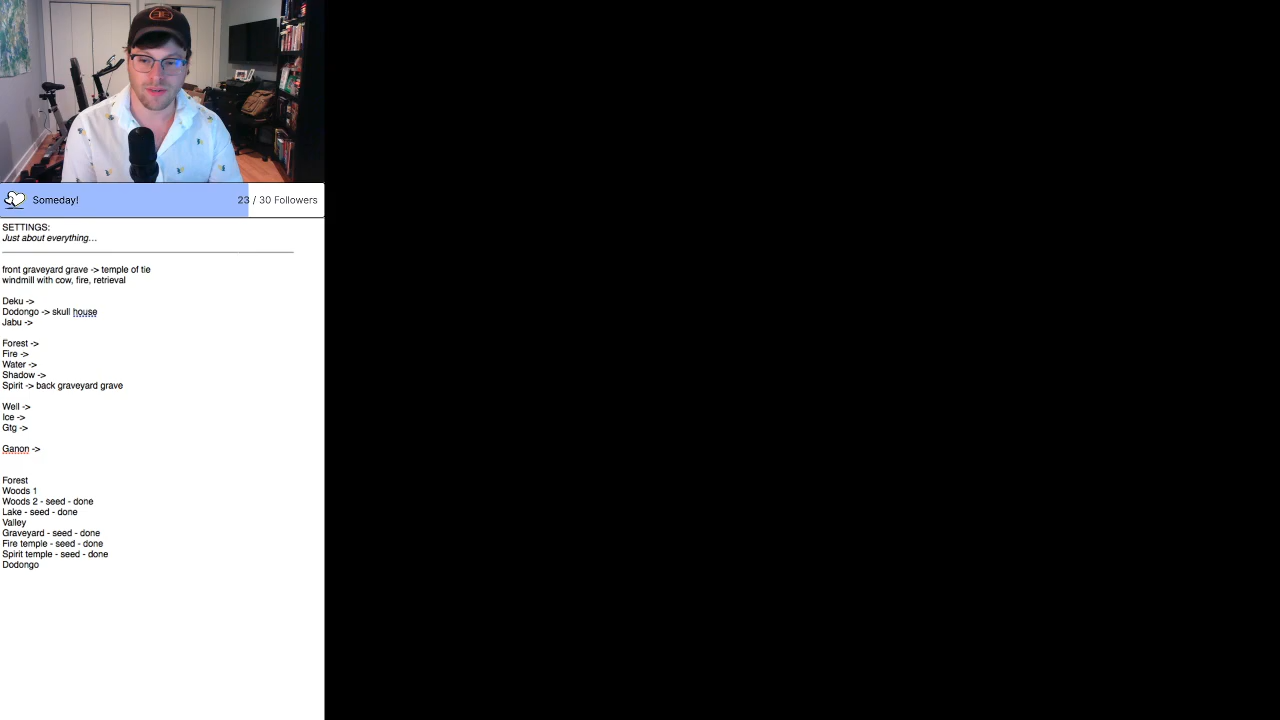 Someday!
23 / 30 Followers
SETTINGS:
Just about everything...
front graveyard grave -> temple of tie
windmill with cow, fire, retrieval
Deku ->
Dodongo -> skull house
Jabu ->
Forest ->
Fire ->
Water ->
Shadow ->
Spirit -> back graveyard grave
Well ->
Ice ->
Gtg ->
Ganon ->
Forest
Woods 1
Woods 2 - seed - done
Lake - seed - done
Valley
Graveyard - seed - done
Fire temple - seed - done
Spirit temple - seed - done
Dodongo